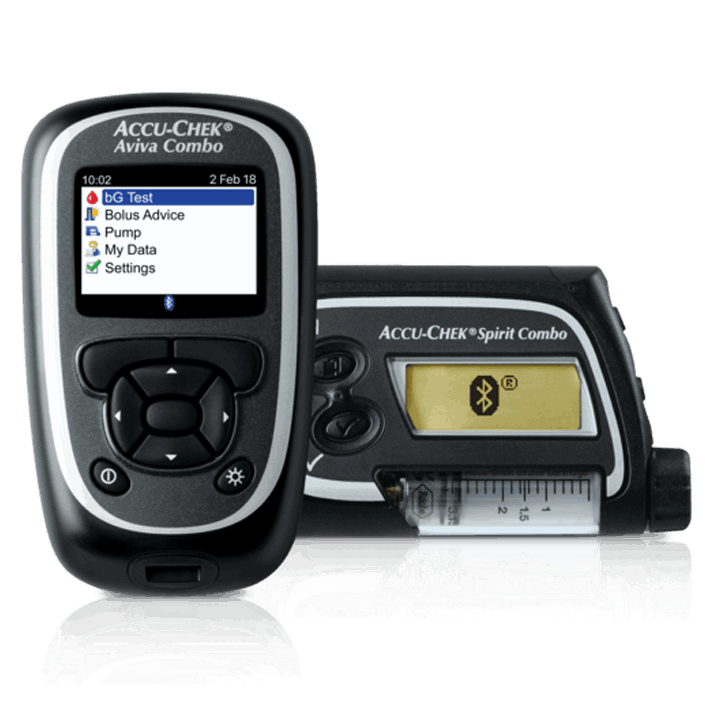 ACCU-CHEK®
Aviva Combo
10:02 2 Feb 18
bG Test
Bolus Advice
Pump
My Data
Settings
ACCU-CHEK® Spirit Combo
®
2 1.5 1